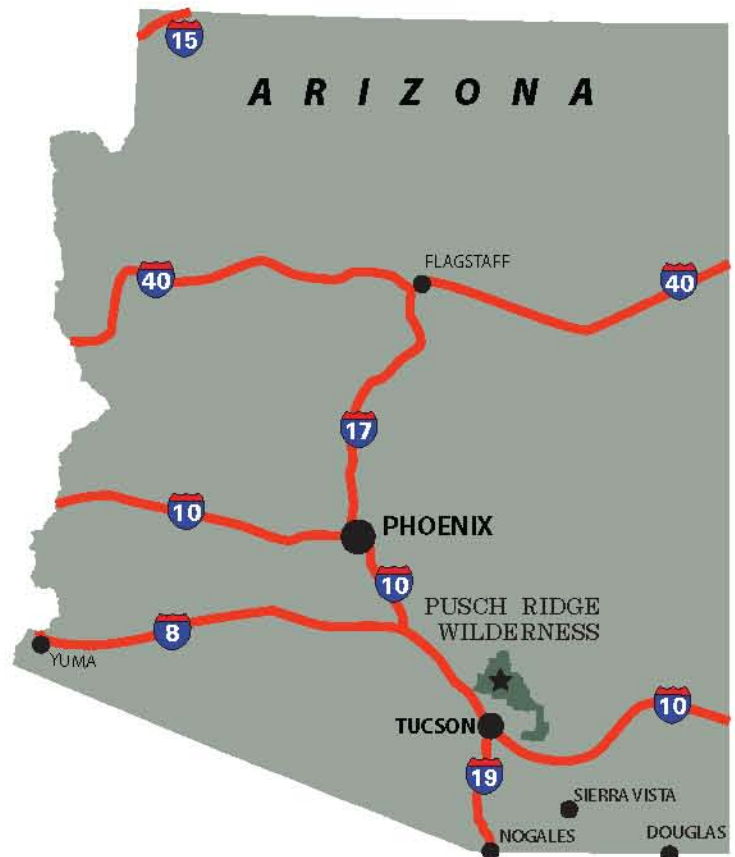 15
ARIZONA
FLAGSTAFF
40
40
17
10
PHOENIX
10
PUSCH RIDGE
WILDERNESS
8
YUMA
10
TUCSON
19
SIERRA VISTA
NOGALES
DOUGLAS